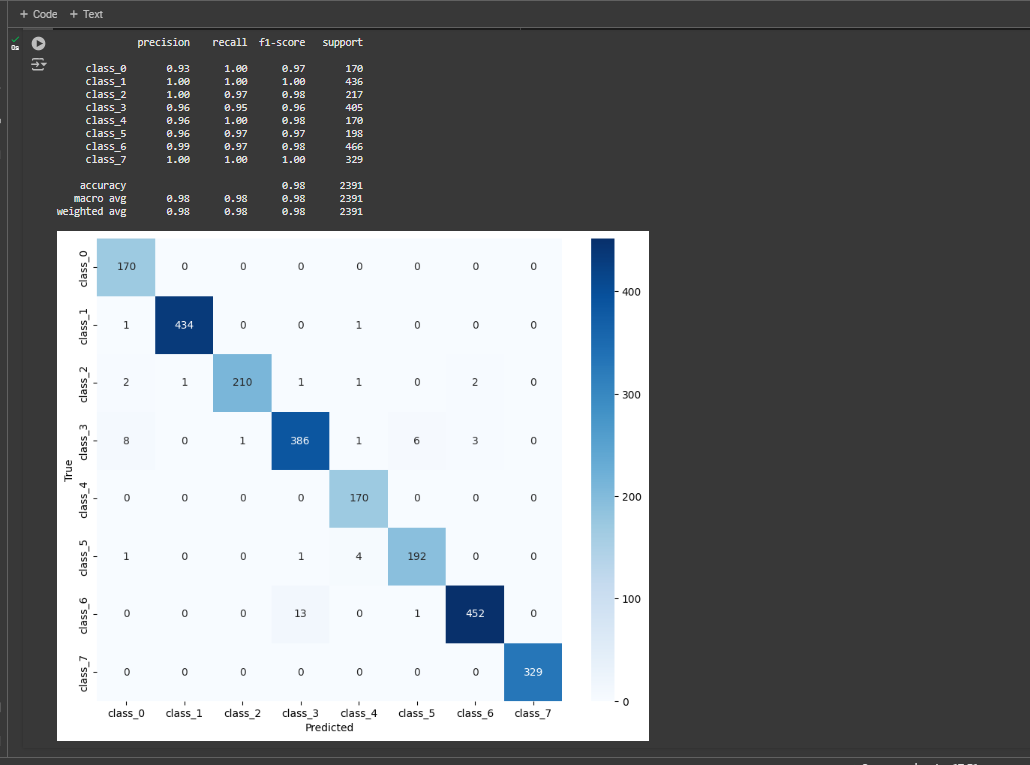 + Code + Text
0s
precision recall f1-score support
class_0 0.93 1.00 0.97 170
class_1 1.00 1.00 1.00 436
class_2 1.00 0.97 0.98 217
class_3 0.96 0.95 0.96 405
class_4 0.96 1.00 0.98 170
class_5 0.96 0.97 0.97 198
class_6 0.99 0.97 0.98 466
class_7 1.00 1.00 1.00 329
accuracy 0.98 2391
macro avg 0.98 0.98 0.98 2391
weighted avg 0.98 0.98 0.98 2391
class_0 170 0 0 0 0 0 0 0
class_1 1 434 0 0 1 0 0 0
class_2 2 1 210 1 1 0 2 0
class_3 8 0 1 386 1 6 3 0
True
class_4 0 0 0 0 170 0 0 0
class_5 1 0 0 1 4 192 0 0
class_6 0 0 0 13 0 1 452 0
class_7 0 0 0 0 0 0 0 329
class_0 class_1 class_2 class_3 class_4 class_5 class_6 class_7
Predicted
400
300
200
100
0